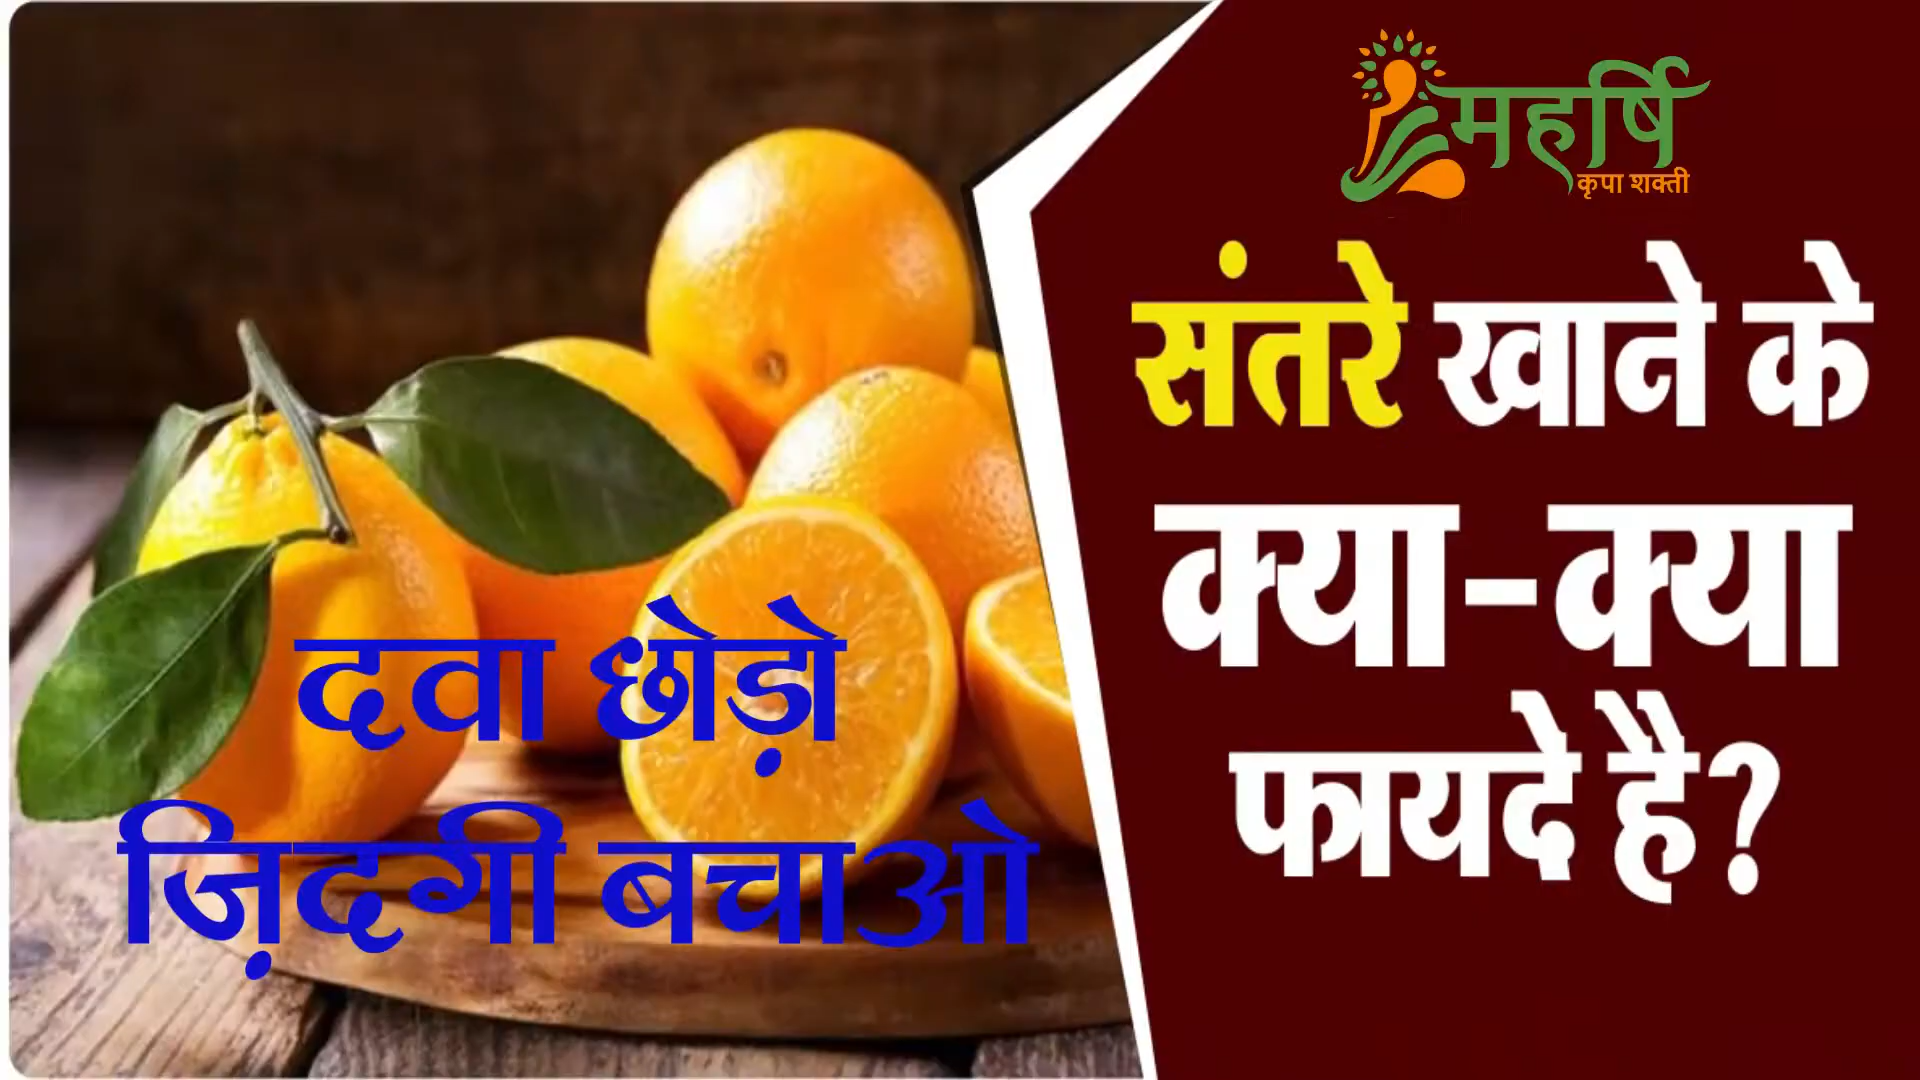 महर्षि
कृपा शक्ती
संतरे खाने के
क्या-क्या
फायदे है?
दवा छोड़ो
ज़िदगी बचाओ